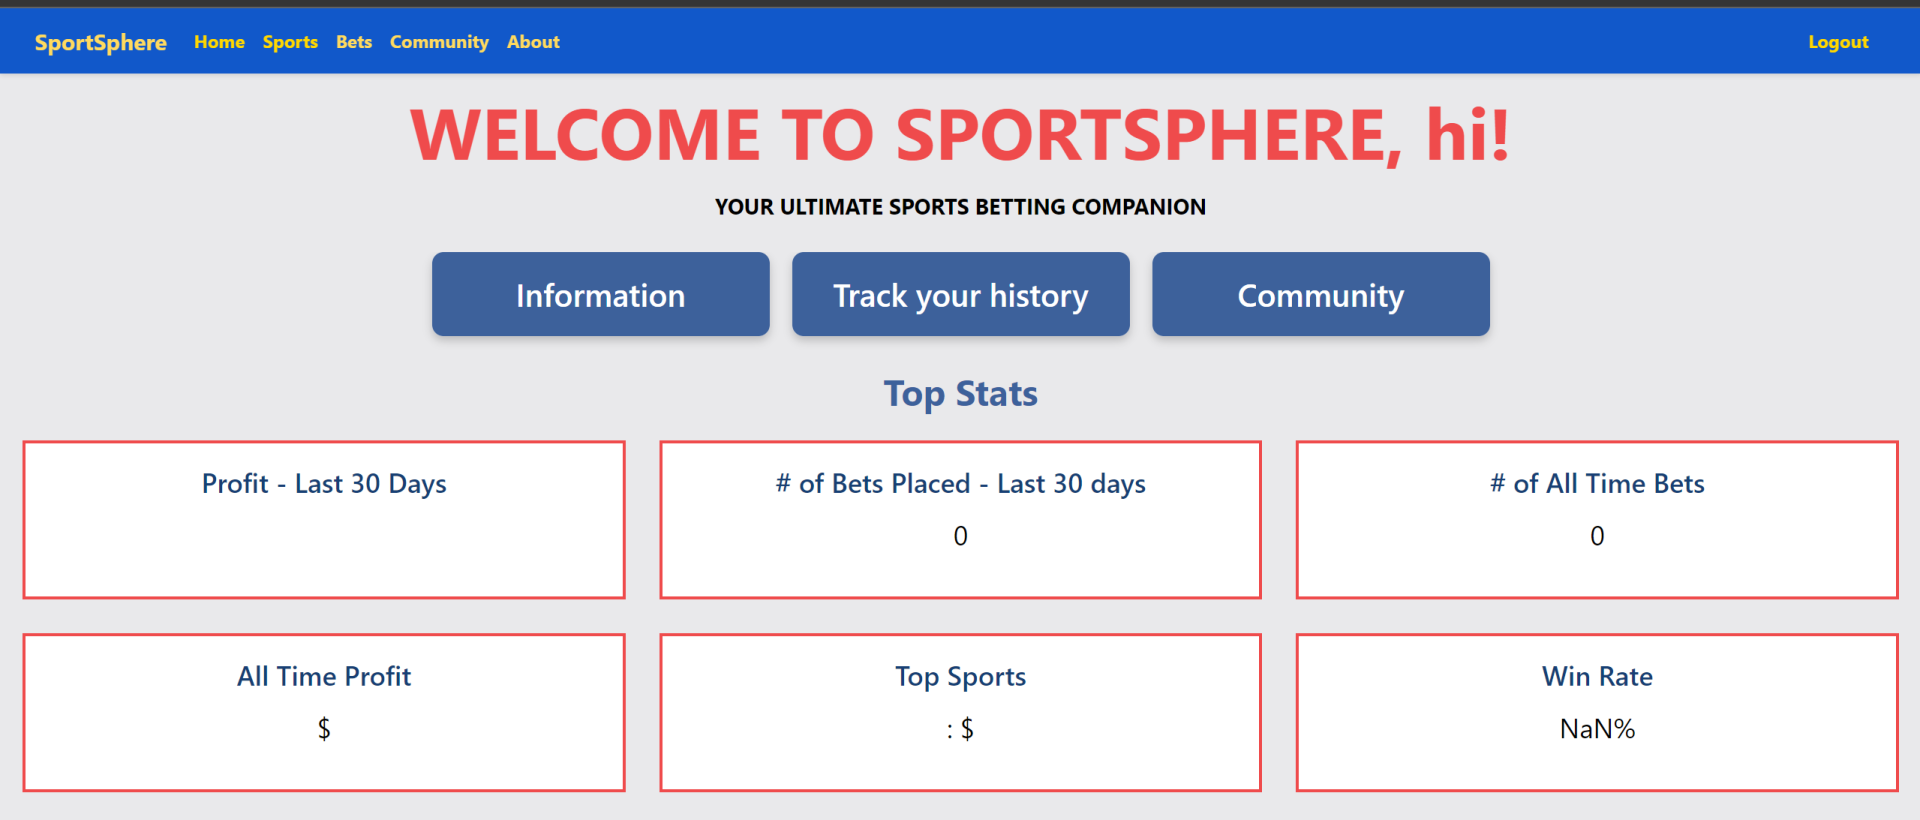 SportSphere Home Sports Bets Community About Logout
WELCOME TO SPORTSPHERE, hi!
YOUR ULTIMATE SPORTS BETTING COMPANION
Information Track your history Community
Top Stats
Profit - Last 30 Days
# of Bets Placed - Last 30 days
0
# of All Time Bets
0
All Time Profit
$
Top Sports
: $
Win Rate
NaN%